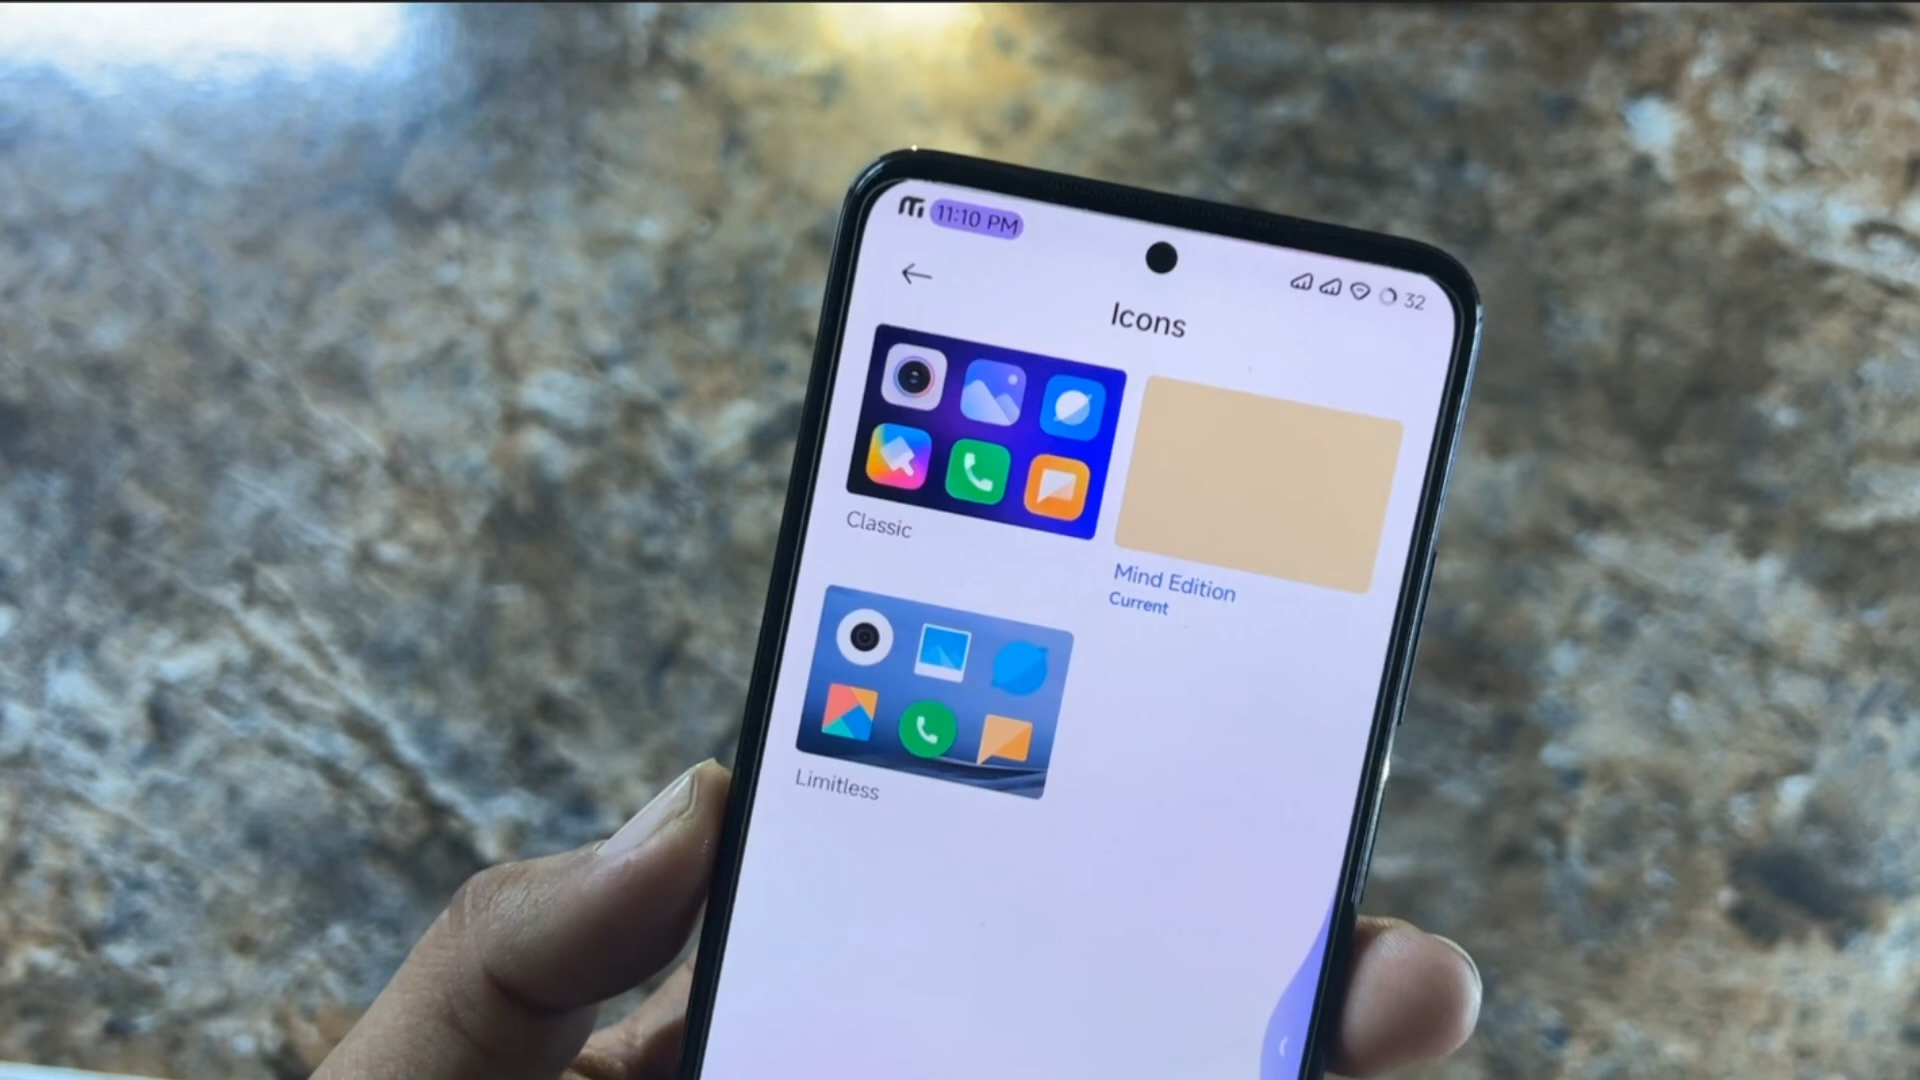 11:10 PM
32
Icons
Classic
Mind Edition
Current
Limitless